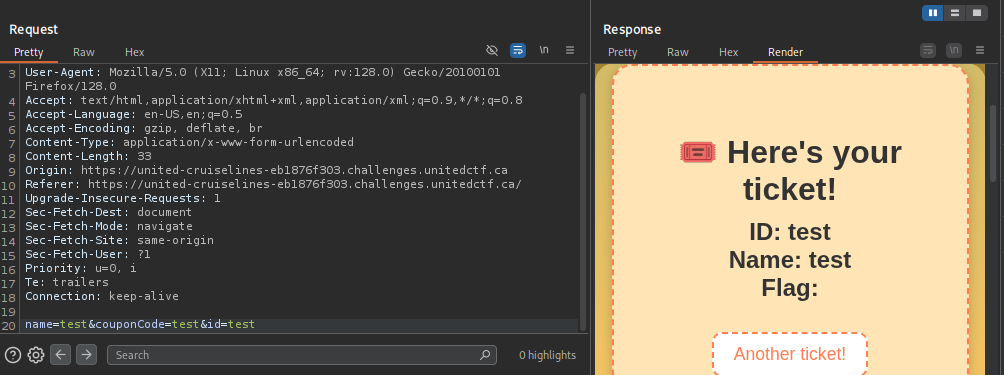 Request
Pretty Raw Hex
\n
3 User-Agent: Mozilla/5.0 (X11; Linux x86_64; rv:128.0) Gecko/20100101
Firefox/128.0
4 Accept: text/html,application/xhtml+xml,application/xml;q=0.9,*/*;q=0.8
5 Accept-Language: en-US,en;q=0.5
6 Accept-Encoding: gzip, deflate, br
7 Content-Type: application/x-www-form-urlencoded
8 Content-Length: 33
9 Origin: https://united-cruiselines-eb1876f303.challenges.unitedctf.ca
10 Referer: https://united-cruiselines-eb1876f303.challenges.unitedctf.ca/
11 Upgrade-Insecure-Requests: 1
12 Sec-Fetch-Dest: document
13 Sec-Fetch-Mode: navigate
14 Sec-Fetch-Site: same-origin
15 Sec-Fetch-User: ?1
16 Priority: u=0, i
17 Te: trailers
18 Connection: keep-alive
19
20 name=test&couponCode=test&id=test
Search
0 highlights
Response
Pretty Raw Hex Render
\n
Here's your
ticket!
ID: test
Name: test
Flag:
Another ticket!